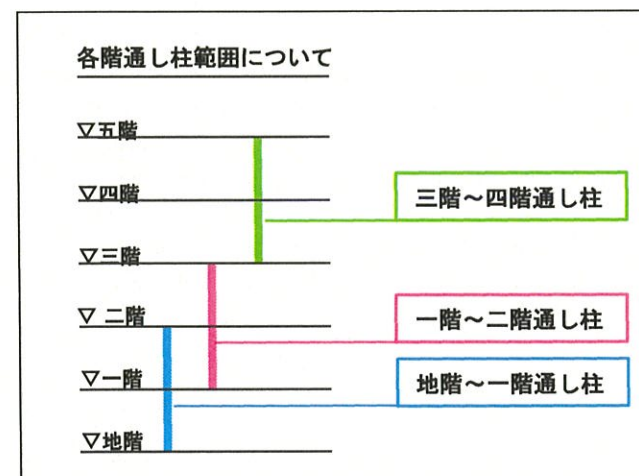 各階通し柱範囲について
▽五階
▽四階
三階～四階通し柱
▽三階
▽ 二階
一階～二階通し柱
▽一階
地階～一階通し柱
▽地階